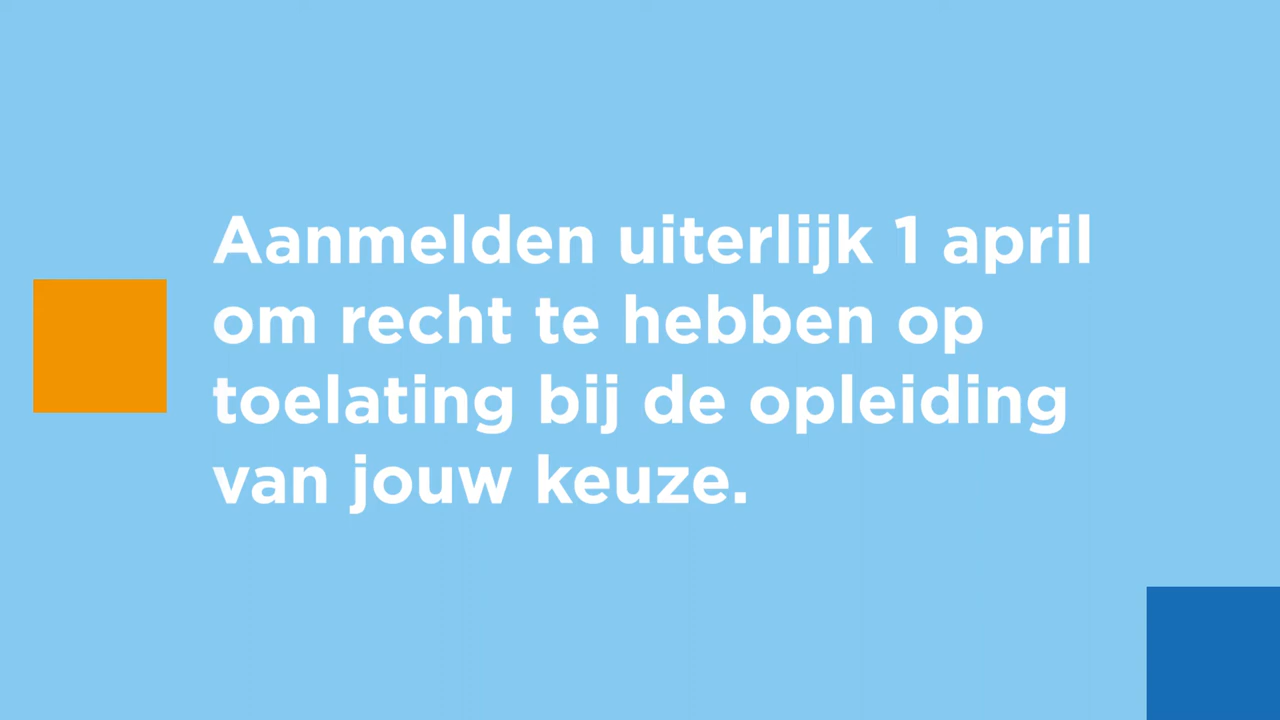 Aanmelden uiterlijk 1 april
om recht te hebben op
toelating bij de opleiding
van jouw keuze.